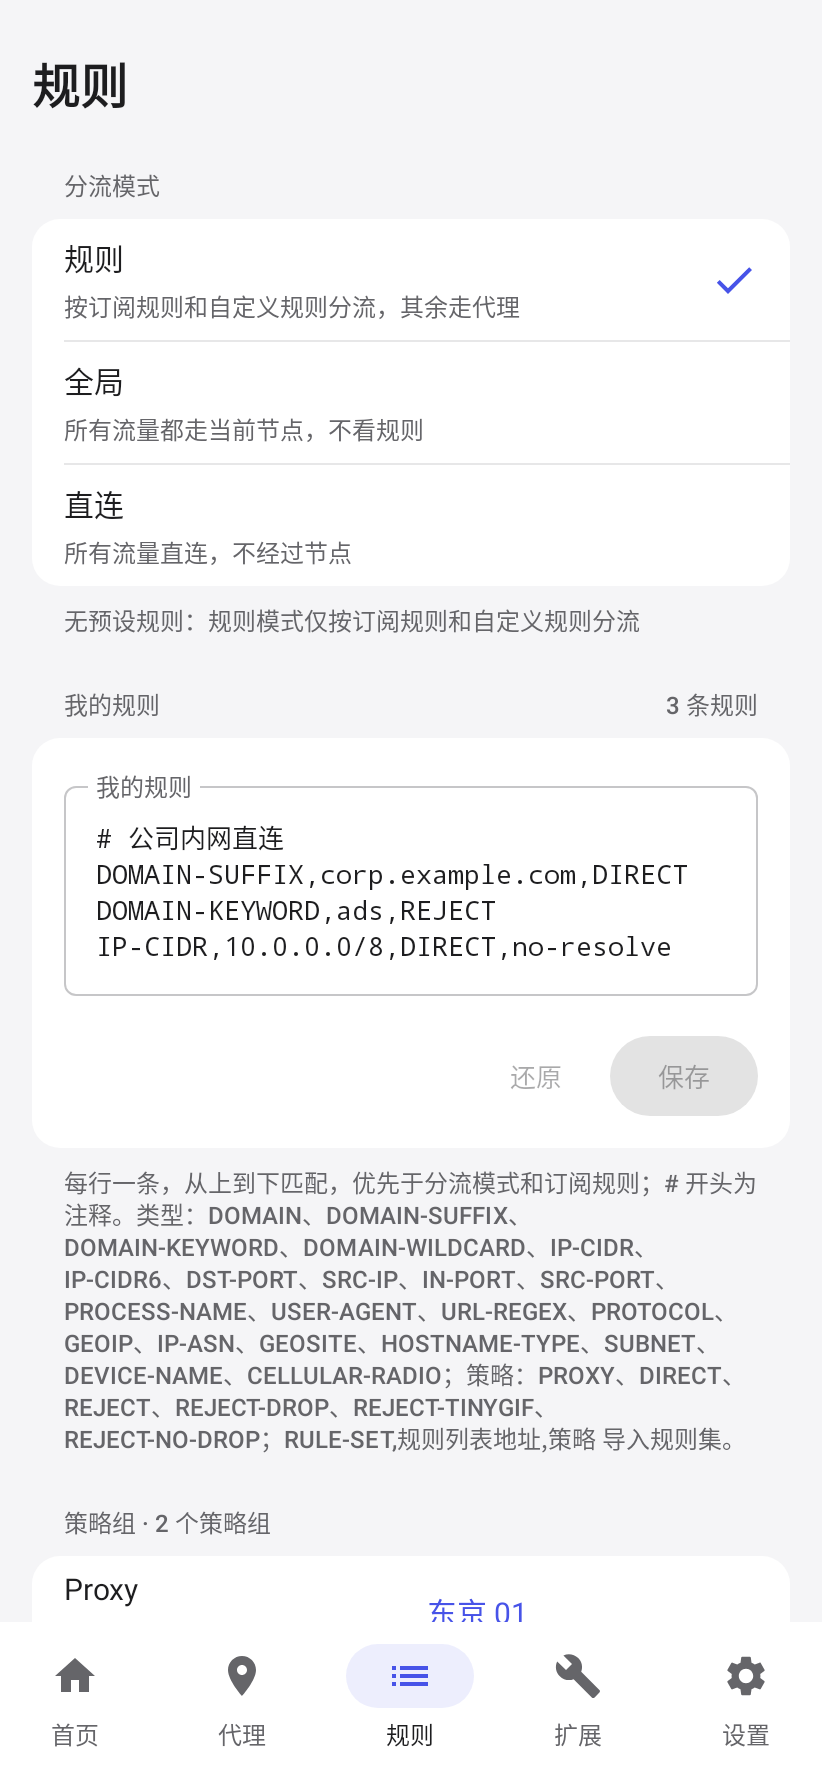 规则
分流模式
规则
按订阅规则和自定义规则分流，其余走代理
全局
所有流量都走当前节点，不看规则
直连
所有流量直连，不经过节点
无预设规则：规则模式仅按订阅规则和自定义规则分流
我的规则
3 条规则
我的规则
# 公司内网直连
DOMAIN-SUFFIX,corp.example.com,DIRECT
DOMAIN-KEYWORD,ads,REJECT
IP-CIDR,10.0.0.0/8,DIRECT,no-resolve
还原
保存
每行一条，从上到下匹配，优先于分流模式和订阅规则；# 开头为
注释。类型：DOMAIN、DOMAIN-SUFFIX、
DOMAIN-KEYWORD、DOMAIN-WILDCARD、IP-CIDR、
IP-CIDR6、DST-PORT、SRC-IP、IN-PORT、SRC-PORT、
PROCESS-NAME、USER-AGENT、URL-REGEX、PROTOCOL、
GEOIP、IP-ASN、GEOSITE、HOSTNAME-TYPE、SUBNET、
DEVICE-NAME、CELLULAR-RADIO；策略：PROXY、DIRECT、
REJECT、REJECT-DROP、REJECT-TINYGIF、
REJECT-NO-DROP；RULE-SET,规则列表地址,策略 导入规则集。
策略组 · 2 个策略组
Proxy
东京 01
首页
代理
规则
扩展
设置